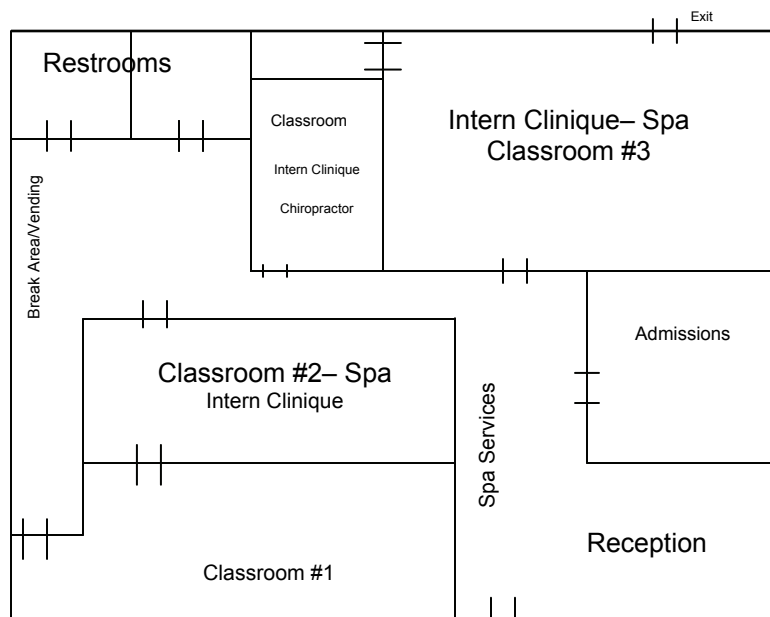 Exit
Restrooms
Classroom
Intern Clinique
Chiropractor
Intern Clinique– Spa
Classroom #3
Break Area/Vending
Admissions
Classroom #2– Spa
Intern Clinique
Spa Services
Reception
Classroom #1